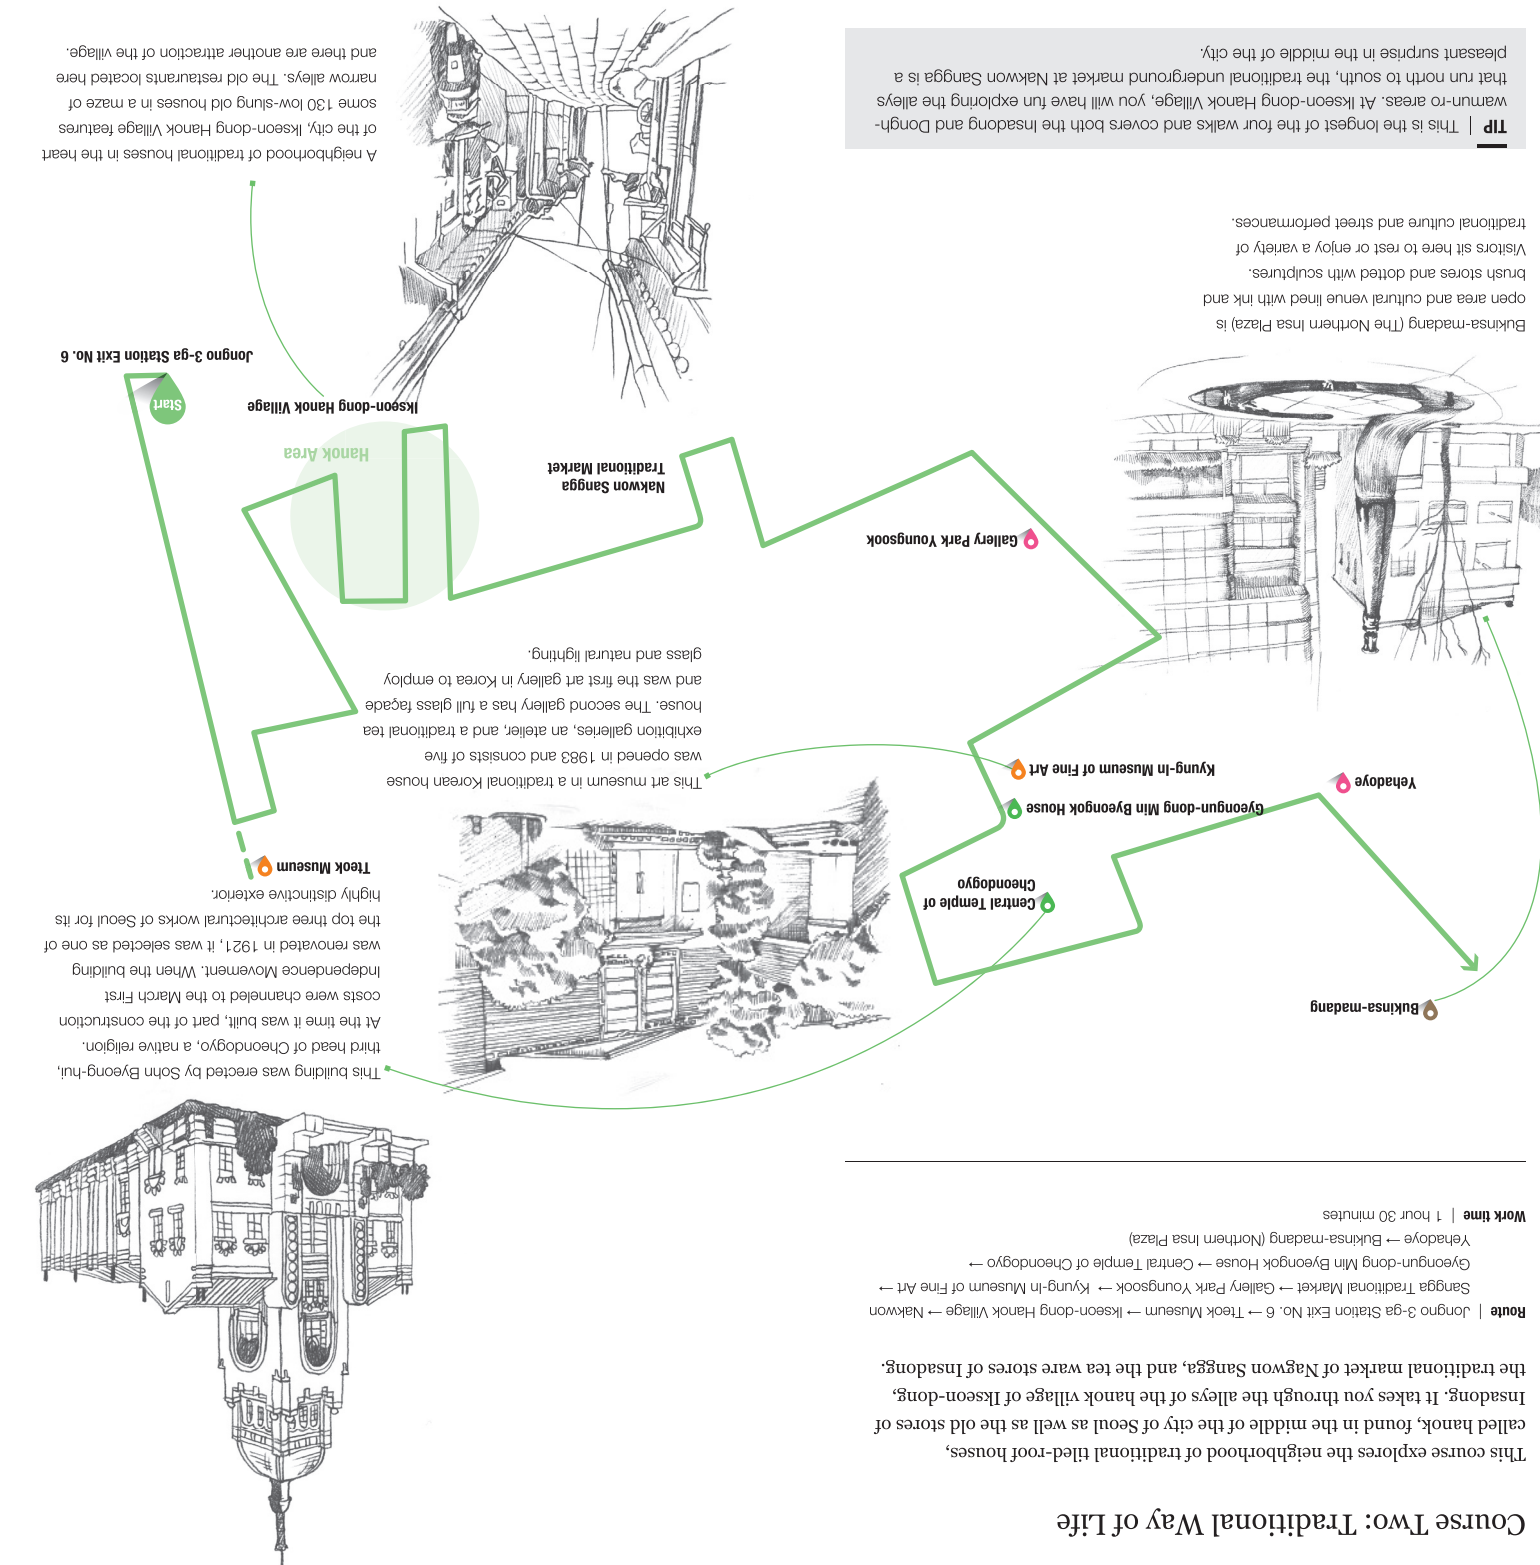 Course Two: Traditional Way of Life
This course explores the neighborhood of traditional tiled-roof houses,
called hanok, found in the middle of the city of Seoul as well as the old stores of
Insadong. It takes you through the alleys of the hanok village of Ikseon-dong,
the traditional market of Nagwon Sangga, and the tea ware stores of Insadong.
Route | Jongno 3-ga Station Exit No. 6 → Tteok Museum → Ikseon-dong Hanok Village → Nakwon
Sangga Traditional Market → Gallery Park Youngsook → Kyung-In Museum of Fine Art →
Gyeongun-dong Min Byeongok House → Central Temple of Cheondogyo →
Yehadoye → Bukinsa-madang (Northern Insa Plaza)
Work time | 1 hour 30 minutes
This building was erected by Sohn Byeong-hui,
third head of Cheondogyo, a native religion.
At the time it was built, part of the construction
costs were channeled to the March First
Independence Movement. When the building
was renovated in 1921, it was selected as one of
the top three architectural works of Seoul for its
highly distinctive exterior.
Bukinsa-madang
Central Temple of
Cheondogyo
Tteok Museum
Gyeongun-dong Min Byeongok House
Yehadoye
Kyung-In Museum of Fine Art
This art museum in a traditional Korean house
was opened in 1983 and consists of five
exhibition galleries, an atelier, and a traditional tea
house. The second gallery has a full glass façade
and was the first art gallery in Korea to employ
glass and natural lighting.
Gallery Park Youngsook
Nakwon Sangga
Traditional Market
Hanok Area
Ikseon-dong Hanok Village
Start
Jongno 3-ga Station Exit No. 6
Bukinsa-madang (The Northern Insa Plaza) is
open area and cultural venue lined with ink and
brush stores and dotted with sculptures.
Visitors sit here to rest or enjoy a variety of
traditional culture and street performances.
A neighborhood of traditional houses in the heart
of the city, Ikseon-dong Hanok Village features
some 130 low-slung old houses in a maze of
narrow alleys. The old restaurants located here
and there are another attraction of the village.
TIP | This is the longest of the four walks and covers both the Insadong and Dongh-
wamun-ro areas. At Ikseon-dong Hanok Village, you will have fun exploring the alleys
that run north to south, the traditional underground market at Nakwon Sangga is a
pleasant surprise in the middle of the city.